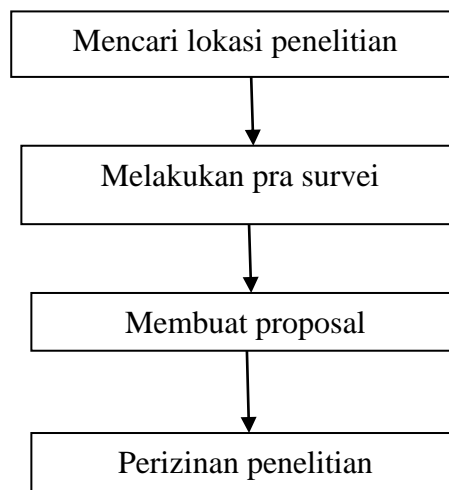 Mencari lokasi penelitian
Melakukan pra survei
Membuat proposal
Perizinan penelitian